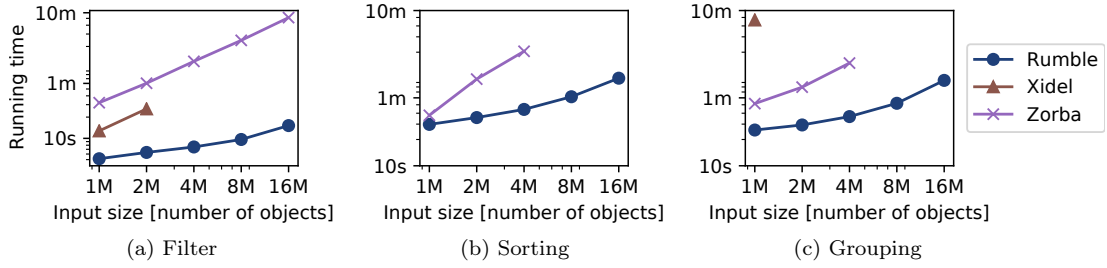 Running time
10m
1m
10s
1M 2M 4M 8M 16M
Input size [number of objects]
(a) Filter
10m
1m
10s
1M 2M 4M 8M 16M
Input size [number of objects]
(b) Sorting
10m
1m
10s
1M 2M 4M 8M 16M
Input size [number of objects]
(c) Grouping
Rumble
Xidel
Zorba